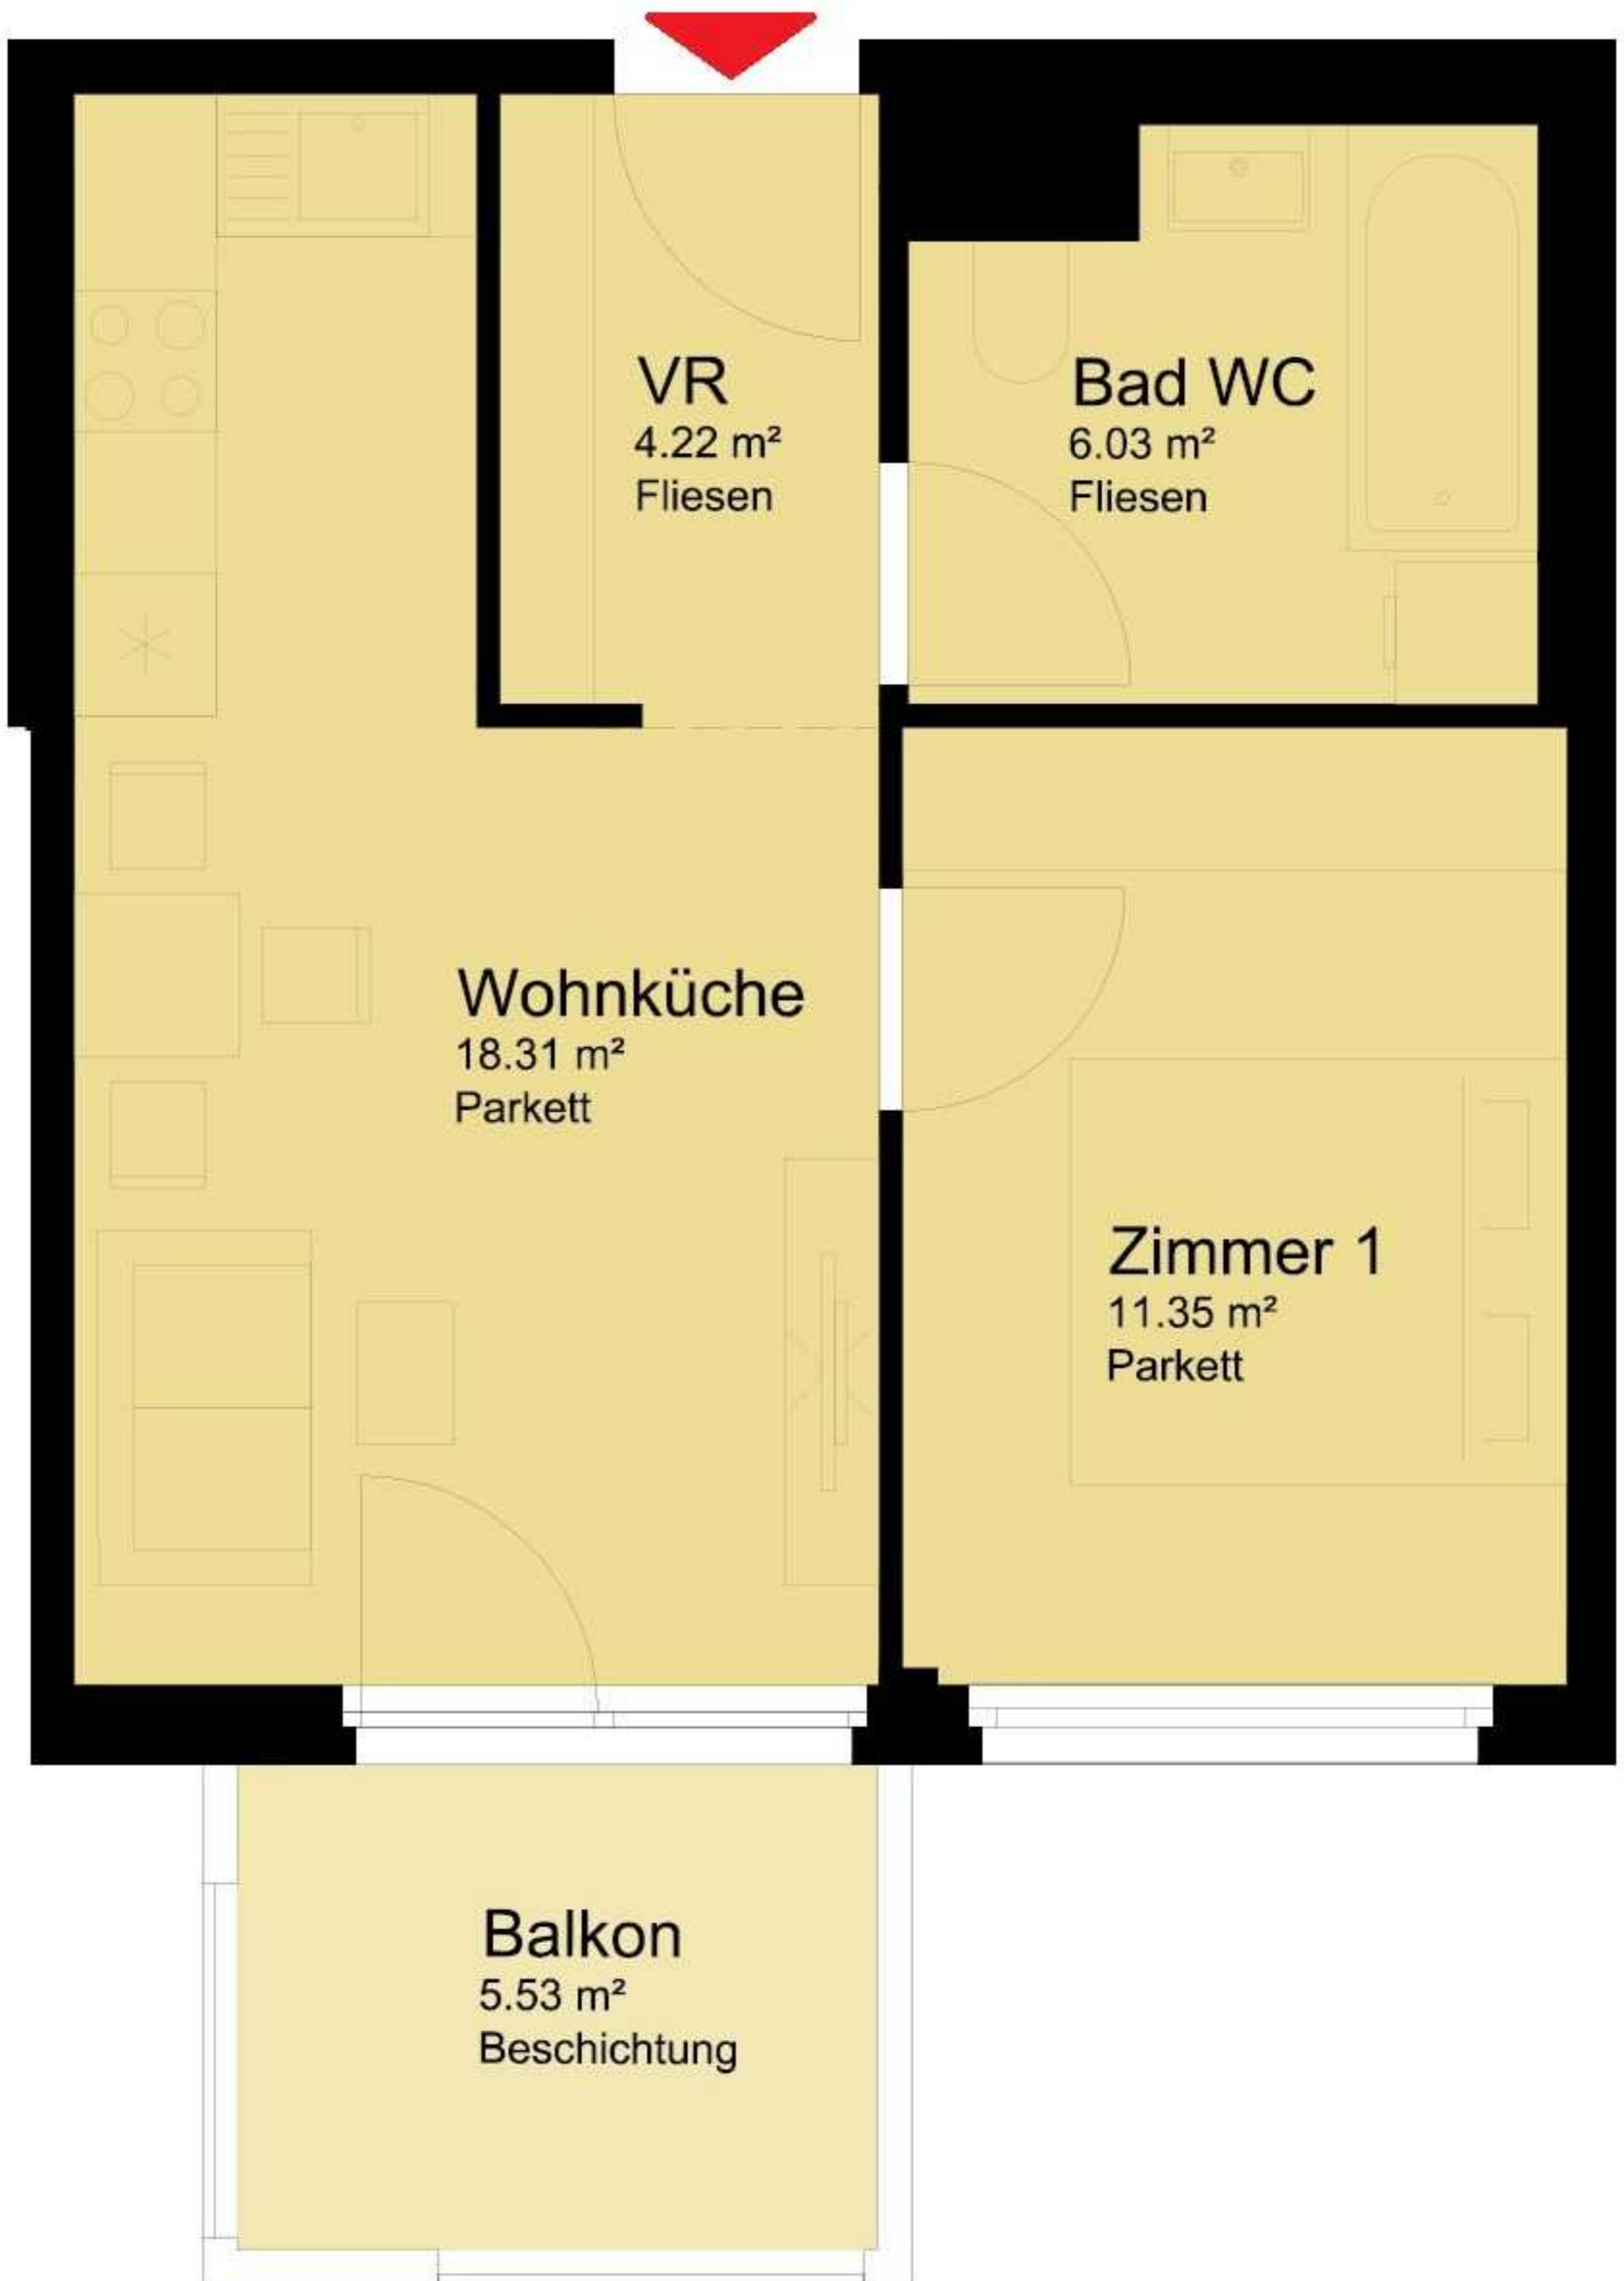 VR
4.22 m²
Fliesen
Bad WC
6.03 m²
Fliesen
Wohnküche
18.31 m²
Parkett
Zimmer 1
11.35 m²
Parkett
Balkon
5.53 m²
Beschichtung